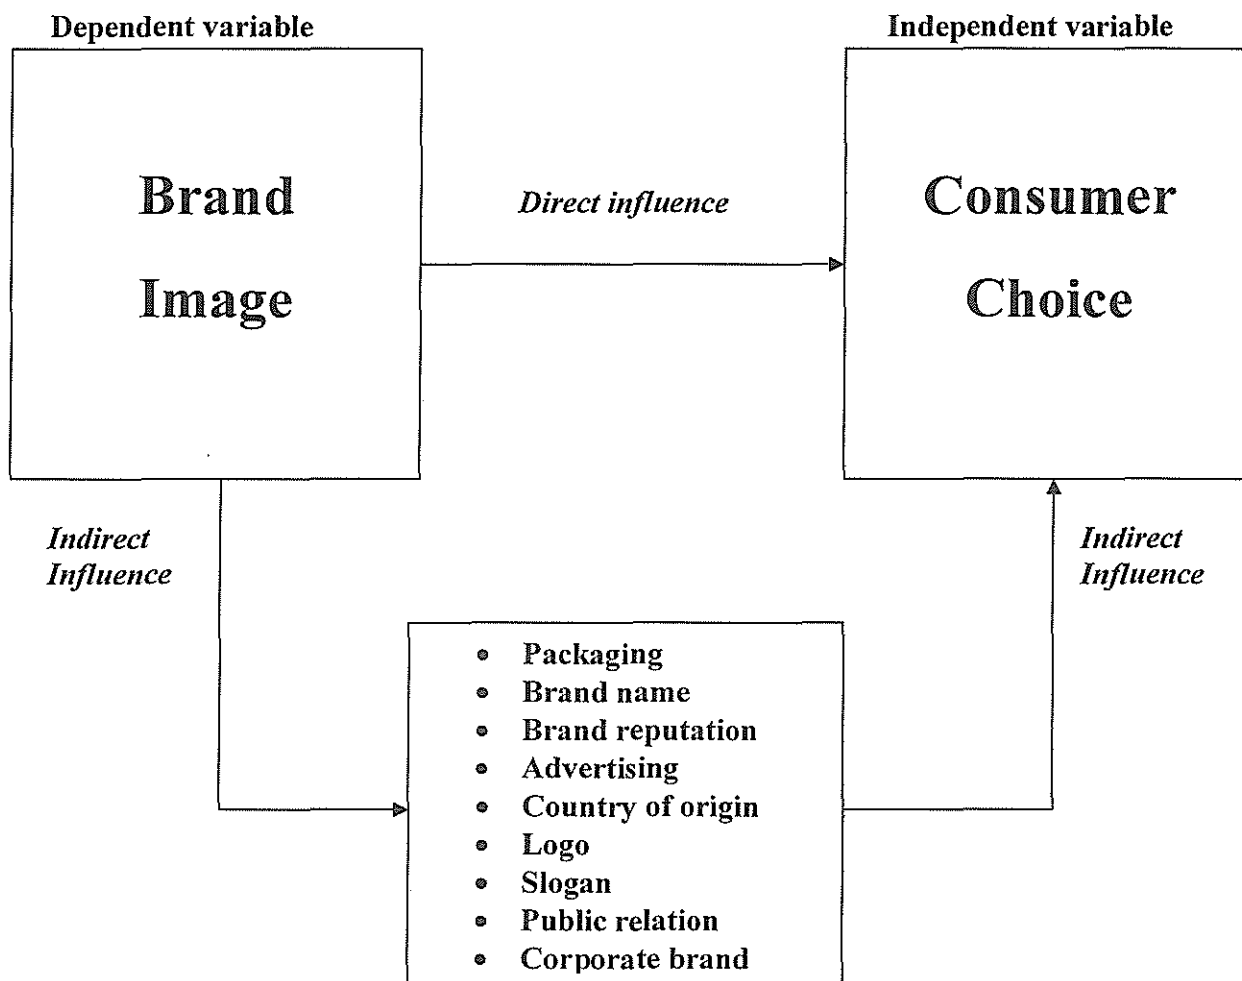 Dependent variable
Independent variable
Brand
Image
Direct influence
Consumer
Choice
Indirect
Influence
Indirect
Influence
• Packaging
• Brand name
• Brand reputation
• Advertising
• Country of origin
• Logo
• Slogan
• Public relation
• Corporate brand